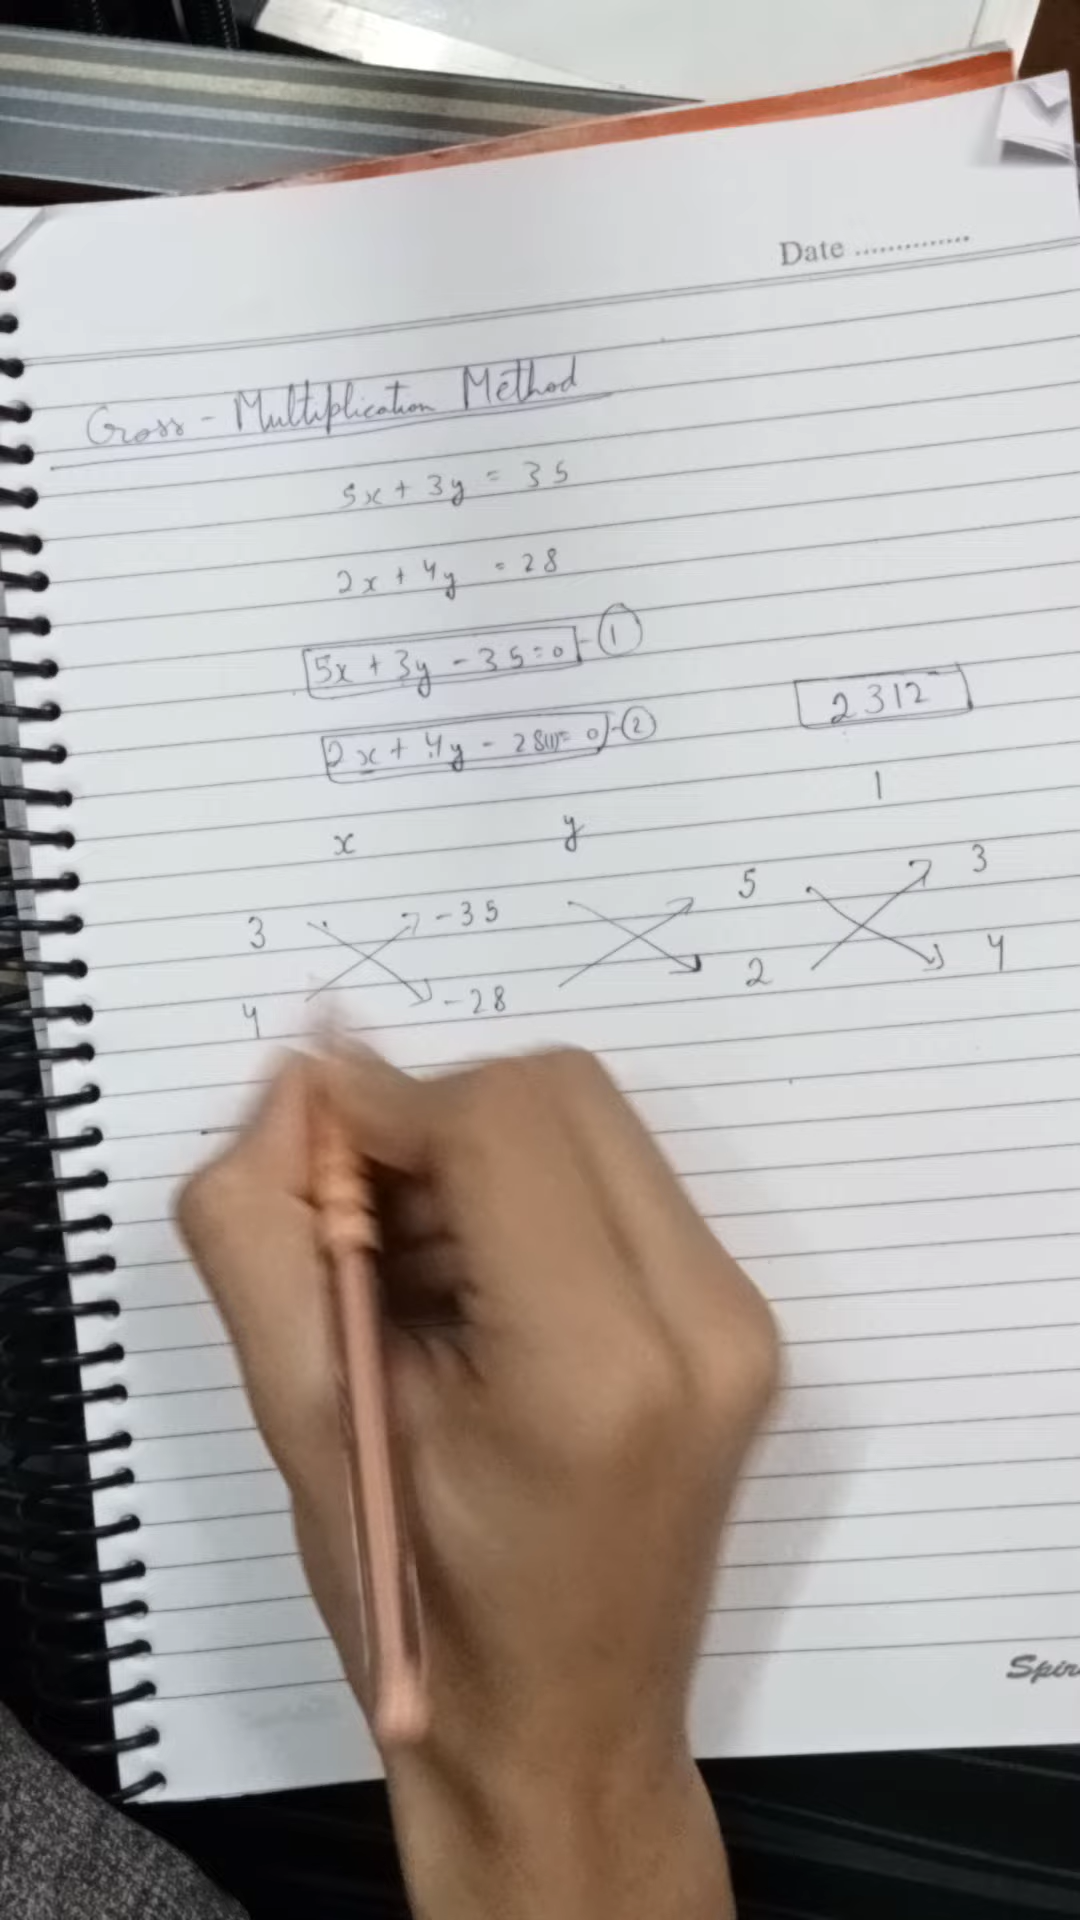 Date ..............
Cross - Multiplication Method
5x + 3y = 35
2x + 4y = 28
5x + 3y - 35 = 0 - 1
2312
2x + 4y - 28(1) = 0 - 2
x y 1
3 -35 5 3
4 -28 2 4